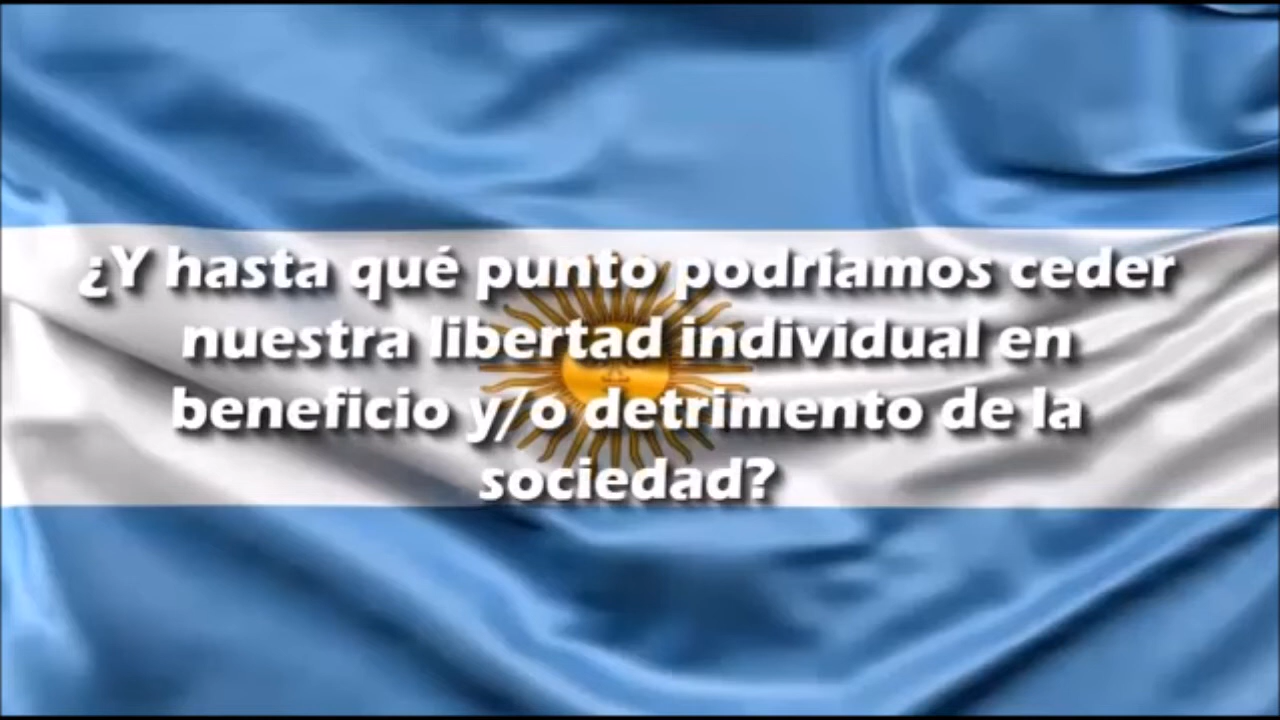 ¿Y hasta qué punto podríamos ceder
nuestra libertad individual en
beneficio y/o detrimento de la
sociedad?